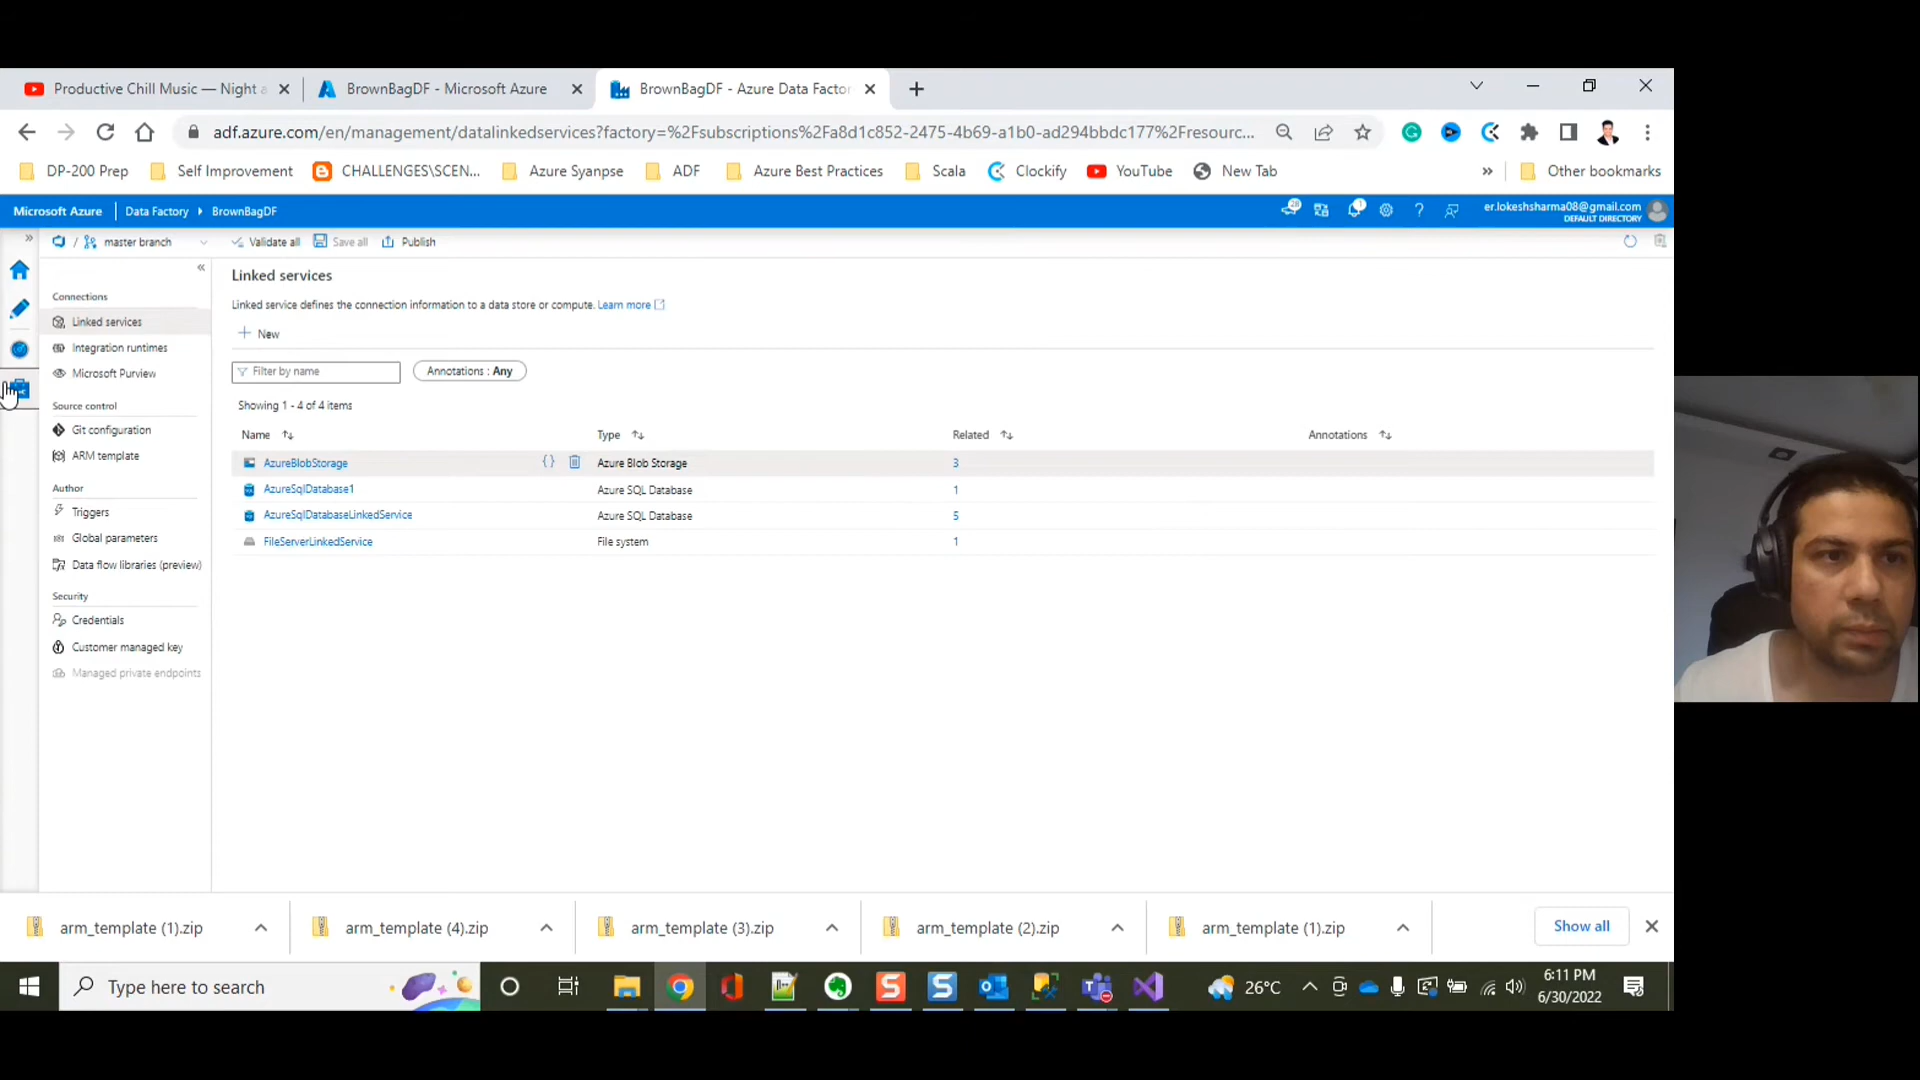 Productive Chill Music — Night a
BrownBagDF - Microsoft Azure
BrownBagDF - Azure Data Factor
adf.azure.com/en/management/datalinkedservices?factory=%2Fsubscriptions%2Fa8d1c852-2475-4b69-a1b0-ad294bbdc177%2Fresourc...
DP-200 Prep
Self Improvement
CHALLENGES\SCEN...
Azure Syanpse
ADF
Azure Best Practices
Scala
Clockify
YouTube
New Tab
»
Other bookmarks
Microsoft Azure
Data Factory
BrownBagDF
er.lokeshsharma08@gmail.com
DEFAULT DIRECTORY
/ master branch
Validate all
Save all
Publish
Connections
Linked services
Integration runtimes
Microsoft Purview
Source control
Git configuration
ARM template
Author
Triggers
Global parameters
Data flow libraries (preview)
Security
Credentials
Customer managed key
Managed private endpoints
Linked services
Linked service defines the connection information to a data store or compute. Learn more
New
Filter by name
Annotations : Any
Showing 1 - 4 of 4 items
Name Type Related Annotations
AzureBlobStorage {} Azure Blob Storage 3
AzureSqlDatabase1 Azure SQL Database 1
AzureSqlDatabaseLinkedService Azure SQL Database 5
FileServerLinkedService File system 1
arm_template (1).zip
arm_template (4).zip
arm_template (3).zip
arm_template (2).zip
arm_template (1).zip
Show all
Type here to search
26°C
6:11 PM
6/30/2022